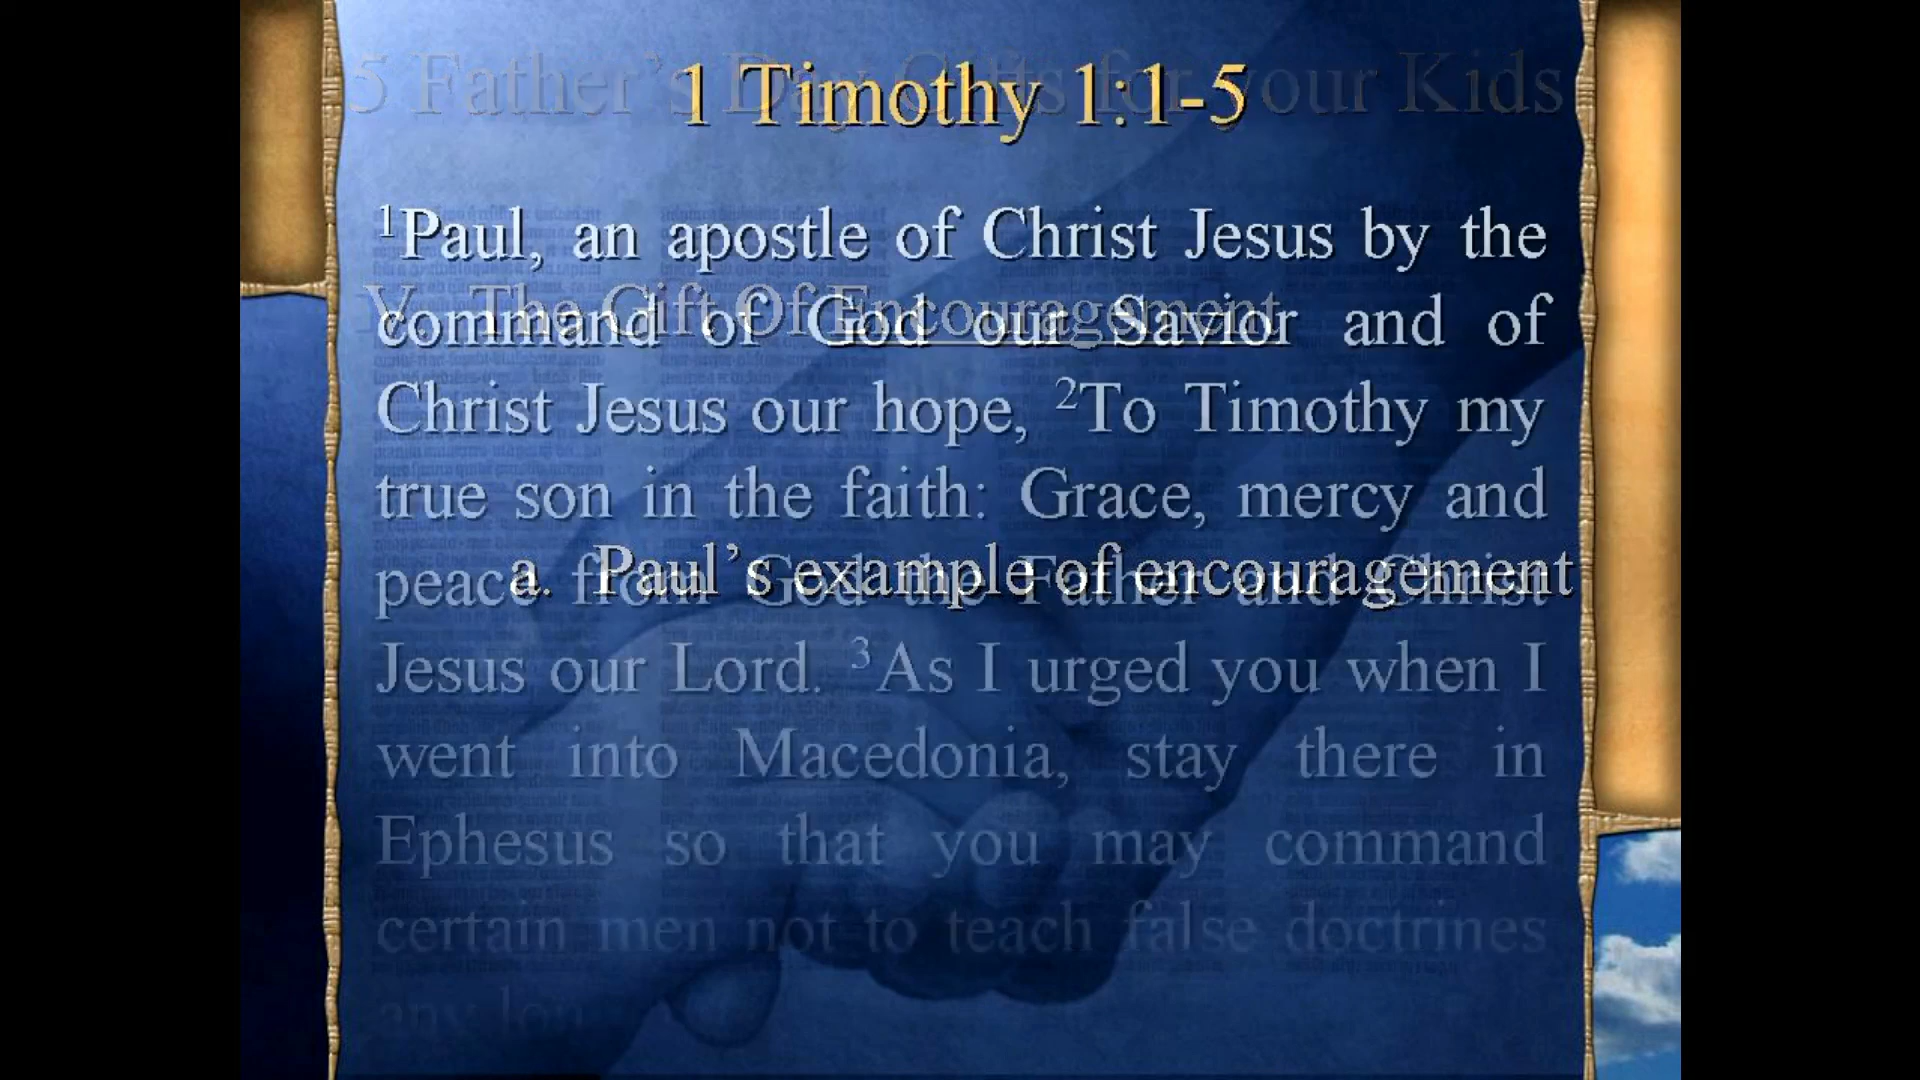 5 Father's Day Gifts for your Kids
1 Timothy 1:1-5
1Paul, an apostle of Christ Jesus by the
V. The Gift Of Encouragement
command of God our Savior and of
Christ Jesus our hope, 2To Timothy my
true son in the faith: Grace, mercy and
a. Paul's example of encouragement
peace from God the Father and Christ
Jesus our Lord. 3As I urged you when I
went into Macedonia, stay there in
Ephesus so that you may command
certain men not to teach false doctrines
any lon